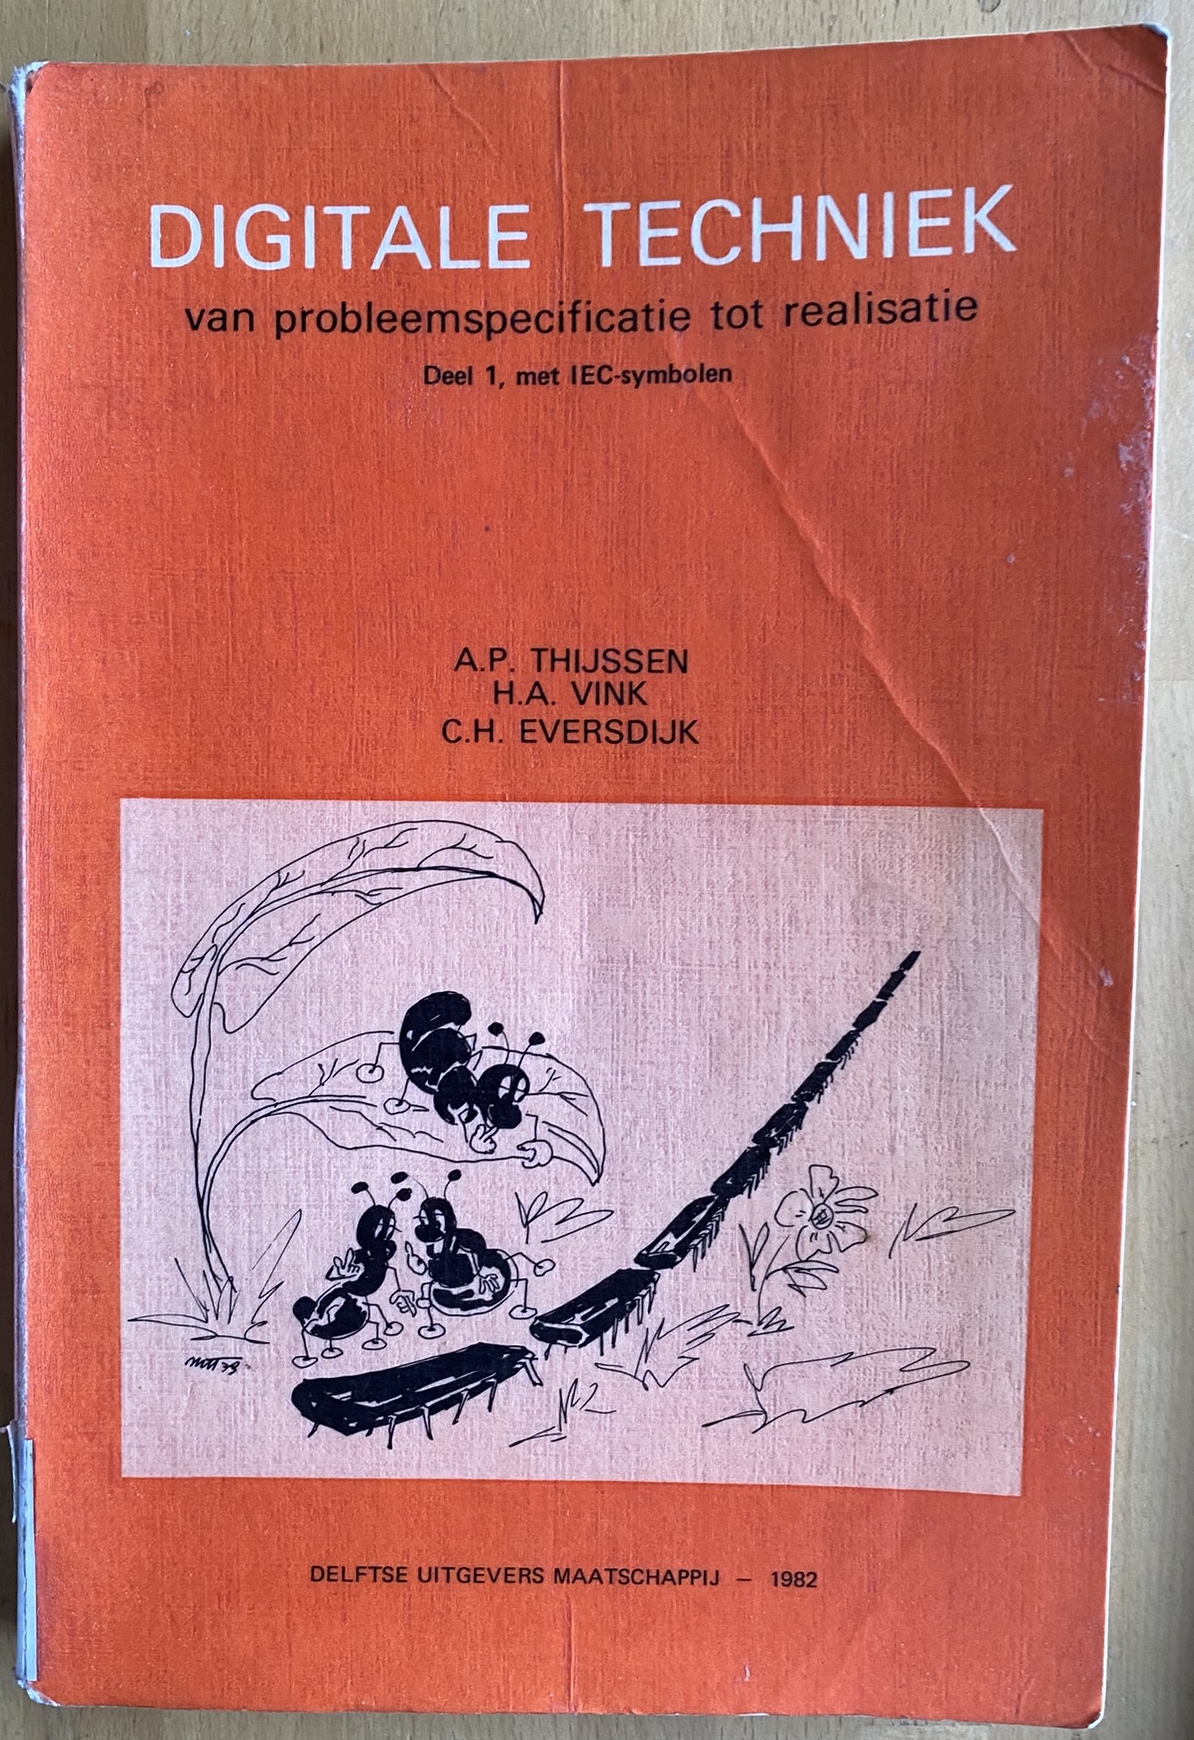 DIGITALE TECHNIEK
van probleemspecificatie tot realisatie
Deel 1, met IEC-symbolen
A.P. THIJSSEN
H.A. VINK
C.H. EVERSDIJK
DELFTSE UITGEVERS MAATSCHAPPIJ — 1982